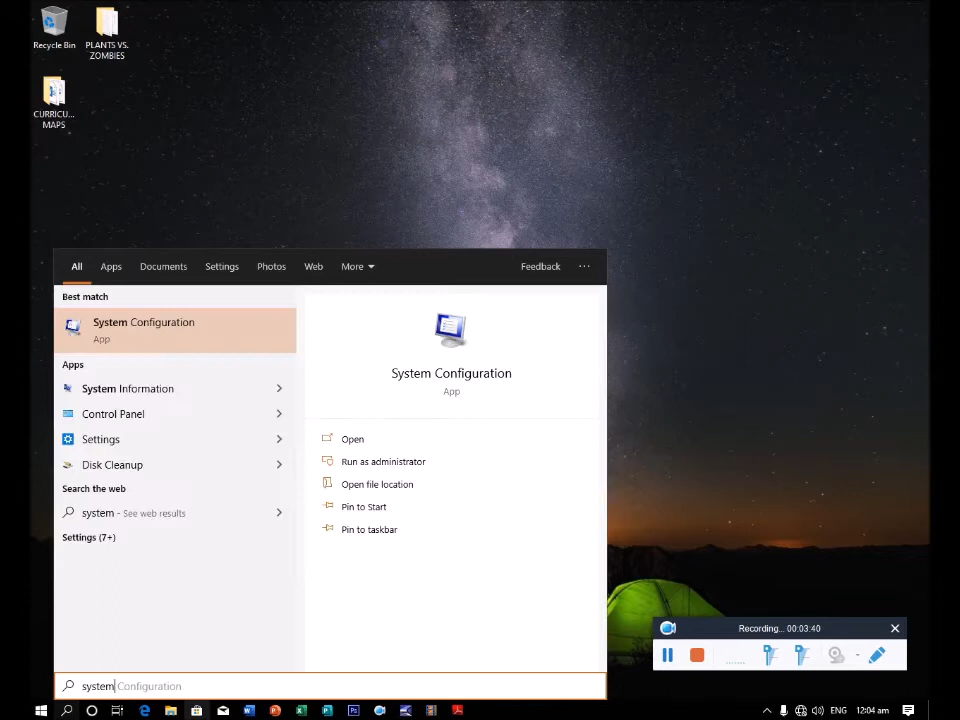 Recycle Bin
PLANTS VS.
ZOMBIES
CURRICU...
MAPS
All
Apps
Documents
Settings
Photos
Web
More
Feedback
...
Best match
System Configuration
App
Apps
System Information
Control Panel
Settings
Disk Cleanup
Search the web
system - See web results
Settings (7+)
System Configuration
App
Open
Run as administrator
Open file location
Pin to Start
Pin to taskbar
Recording... 00:03:40
system Configuration
ENG
12:04 am